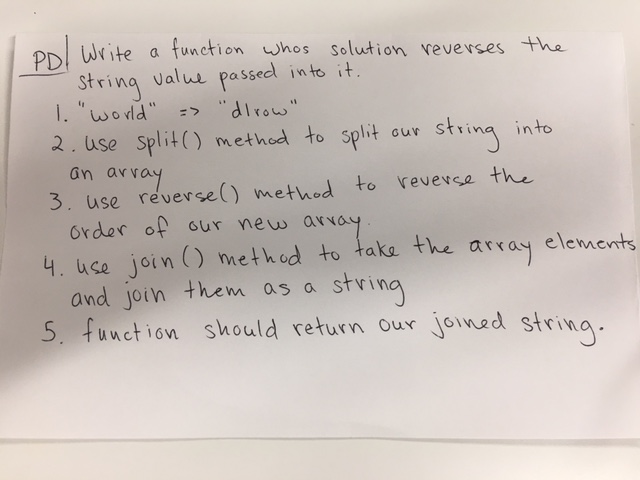 PD| Write a function whos solution reverses the
string value passed into it.
1. "world" => "dlrow"
2. use split() method to split our string into
an array
3. use reverse() method to reverse the
order of our new array.
4. use join() method to take the array elements
and join them as a string
5. function should return our joined string.